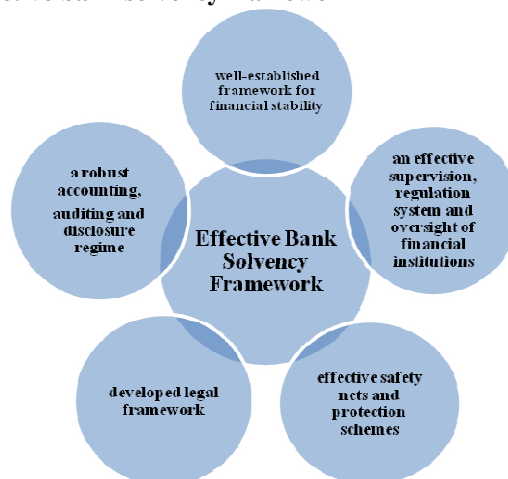 well-established
framework for
financial stability
an effective
supervision,
regulation
system and
oversight of
financial
institutions
effective safety
nets and
protection
schemes
developed legal
framework
a robust
accounting,
auditing and
disclosure
regime
Effective Bank
Solvency
Framework